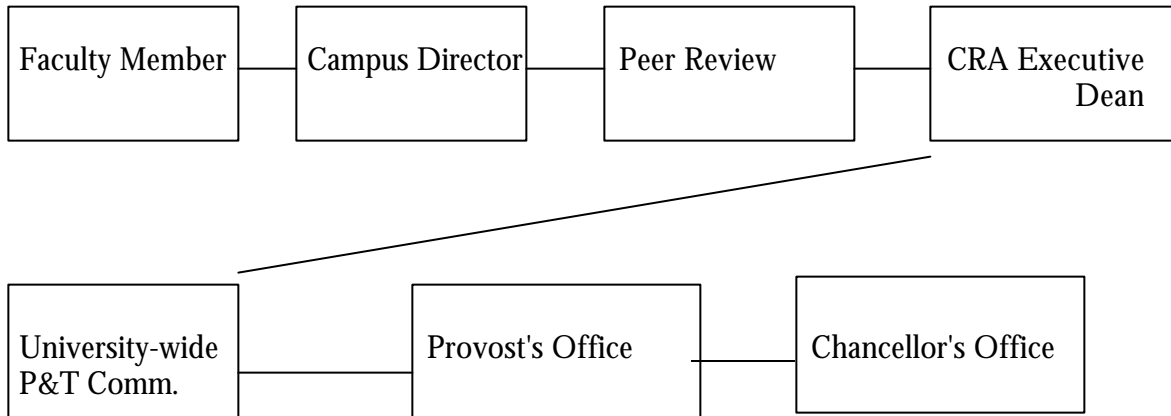 Faculty Member
Campus Director
Peer Review
CRA Executive
Dean
University-wide
P&T Comm.
Provost's Office
Chancellor's Office